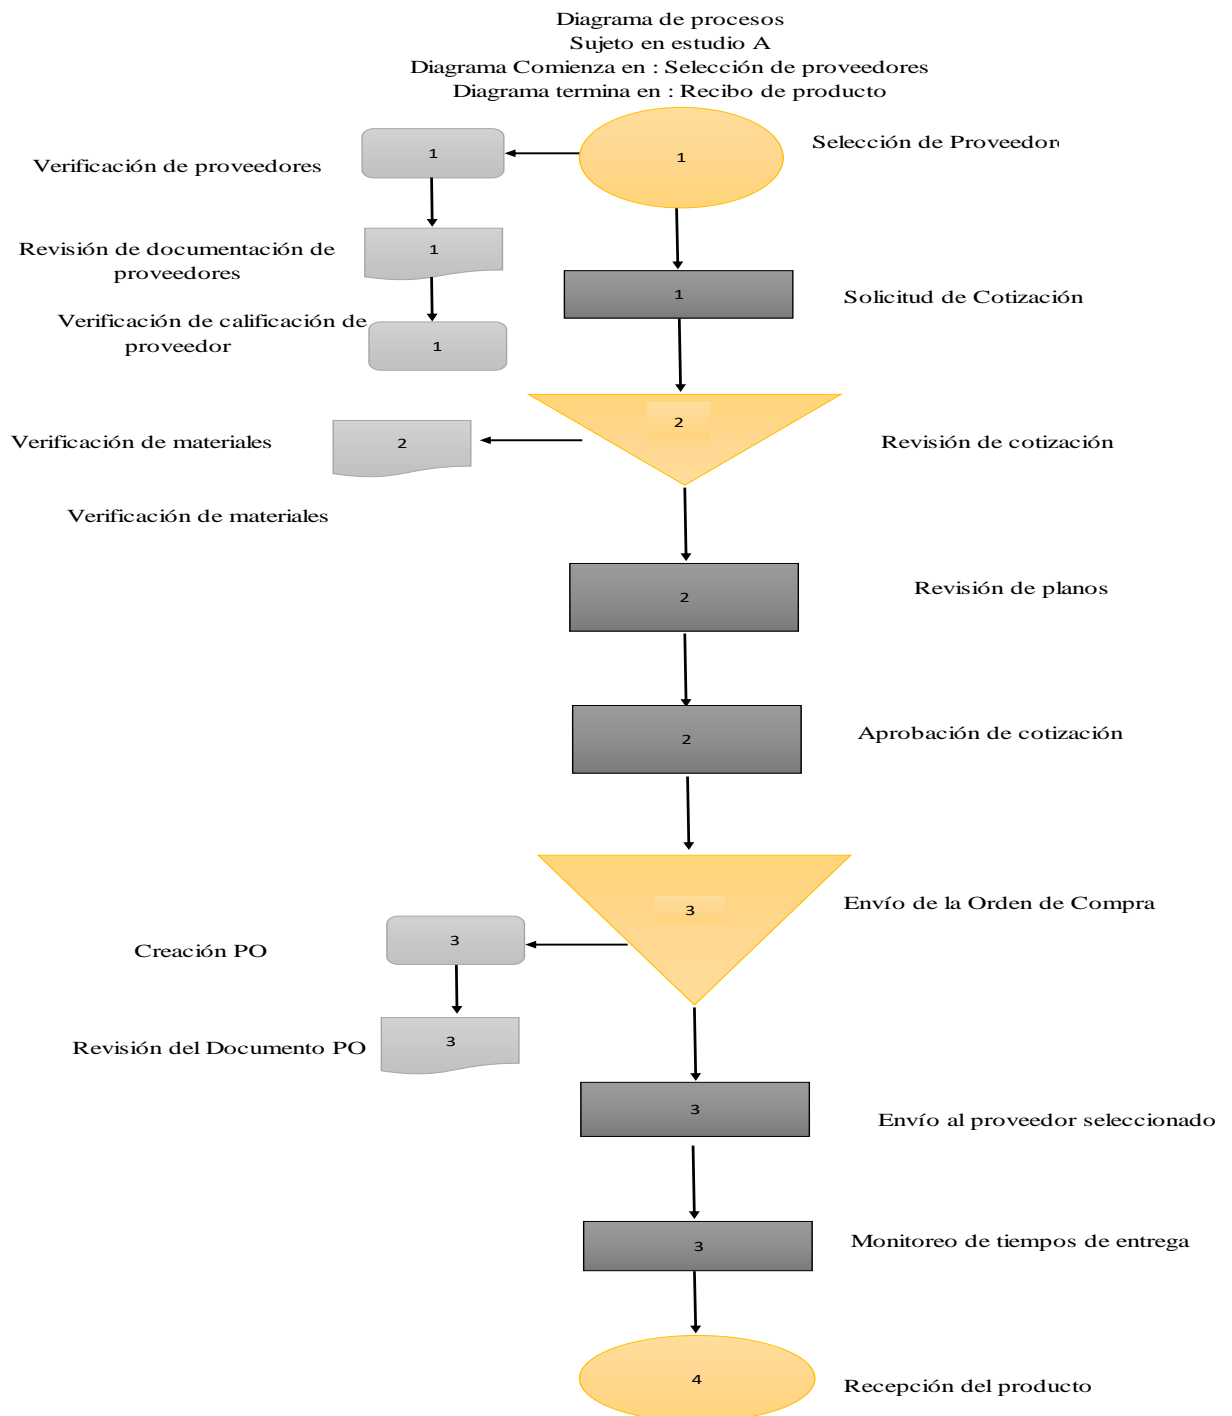 Diagrama de procesos
Sujeto en estudio A
Diagrama Comienza en : Selección de proveedores
Diagrama termina en : Recibo de producto
1
1
Selección de Proveedor
Verificación de proveedores
1
Revisión de documentación de
proveedores
1
Solicitud de Cotización
Verificación de calificación de
proveedor
1
2
Revisión de cotización
Verificación de materiales
2
Verificación de materiales
2
Revisión de planos
2
Aprobación de cotización
3
Envío de la Orden de Compra
Creación PO
3
Revisión del Documento PO
3
3
Envío al proveedor seleccionado
3
Monitoreo de tiempos de entrega
4
Recepción del producto